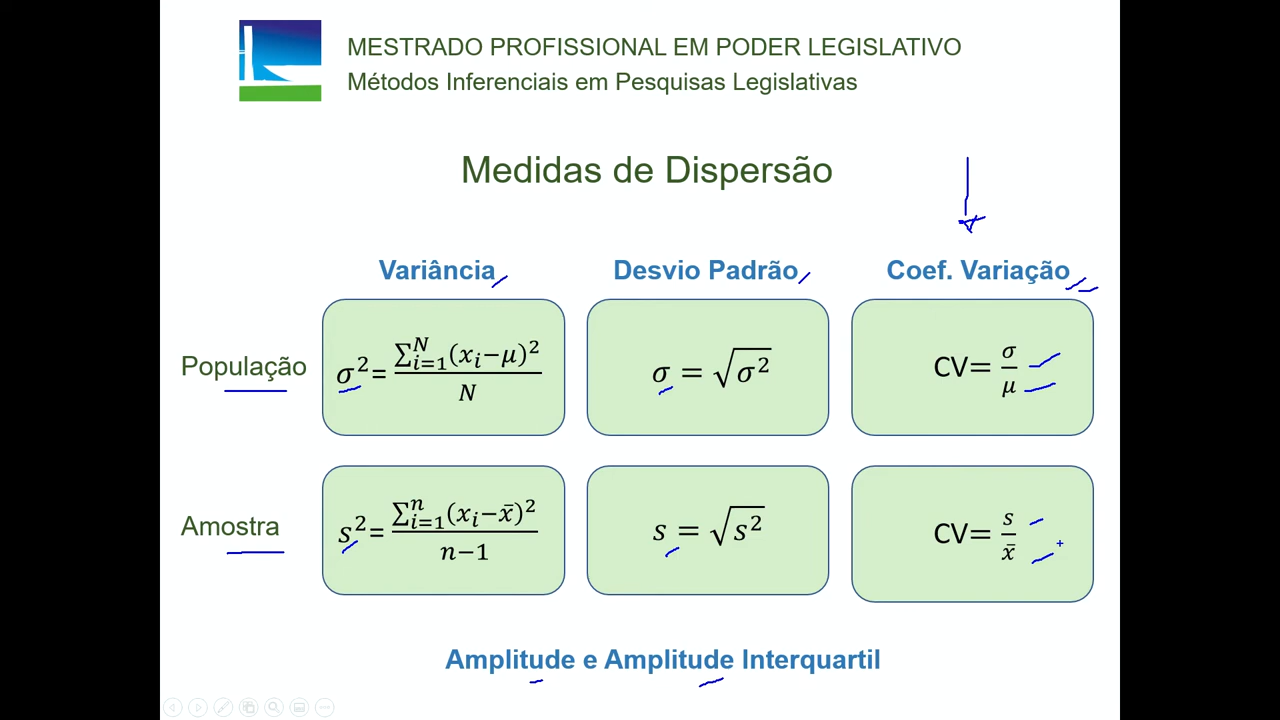 MESTRADO PROFISSIONAL EM PODER LEGISLATIVO
Métodos Inferenciais em Pesquisas Legislativas
Medidas de Dispersão
Variância Desvio Padrão Coef. Variação
População σ²= ∑ᵢ₌₁ᴺ(xᵢ−μ)² / N σ = √σ² CV= σ/μ
Amostra s²= ∑ᵢ₌₁ⁿ(xᵢ−x̄)² / n−1 s = √s² CV= s/x̄
Amplitude e Amplitude Interquartil